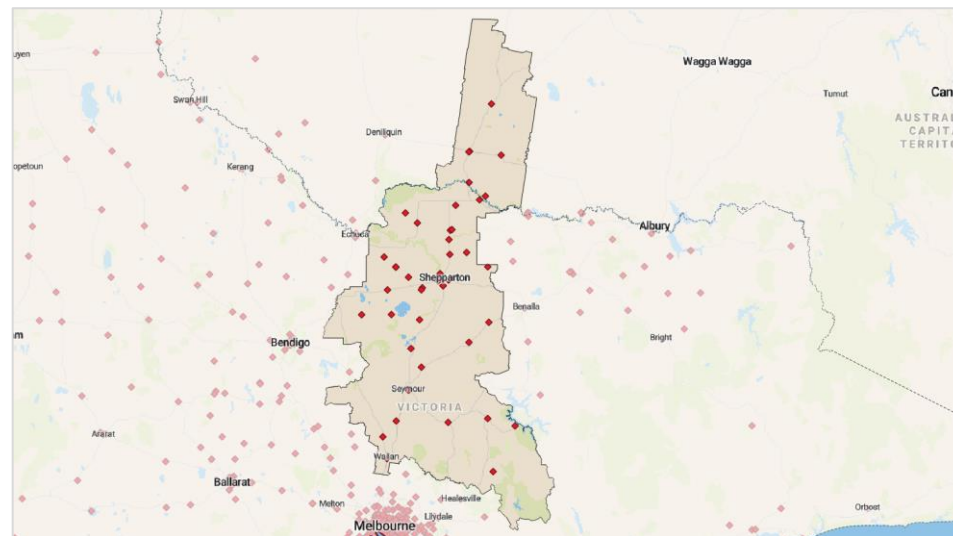 uyen
Wagga Wagga
Tumut
Can
Swan Hill
AUSTRAL
CAPITA
TERRITO
Deniliquin
opetoun
Kerang
Echuca
Albury
Shepparton
Benalla
am
Bendigo
Bright
Seymour
VICTORIA
Ararat
Wallan
Ballarat
Healesville
Melton
Orbost
Lilydale
Melbourne